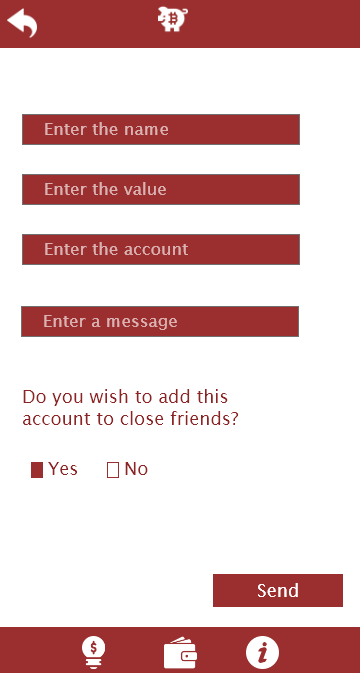 Enter the name
Enter the value
Enter the account
Enter a message
Do you wish to add this
account to close friends?
Yes No
Send